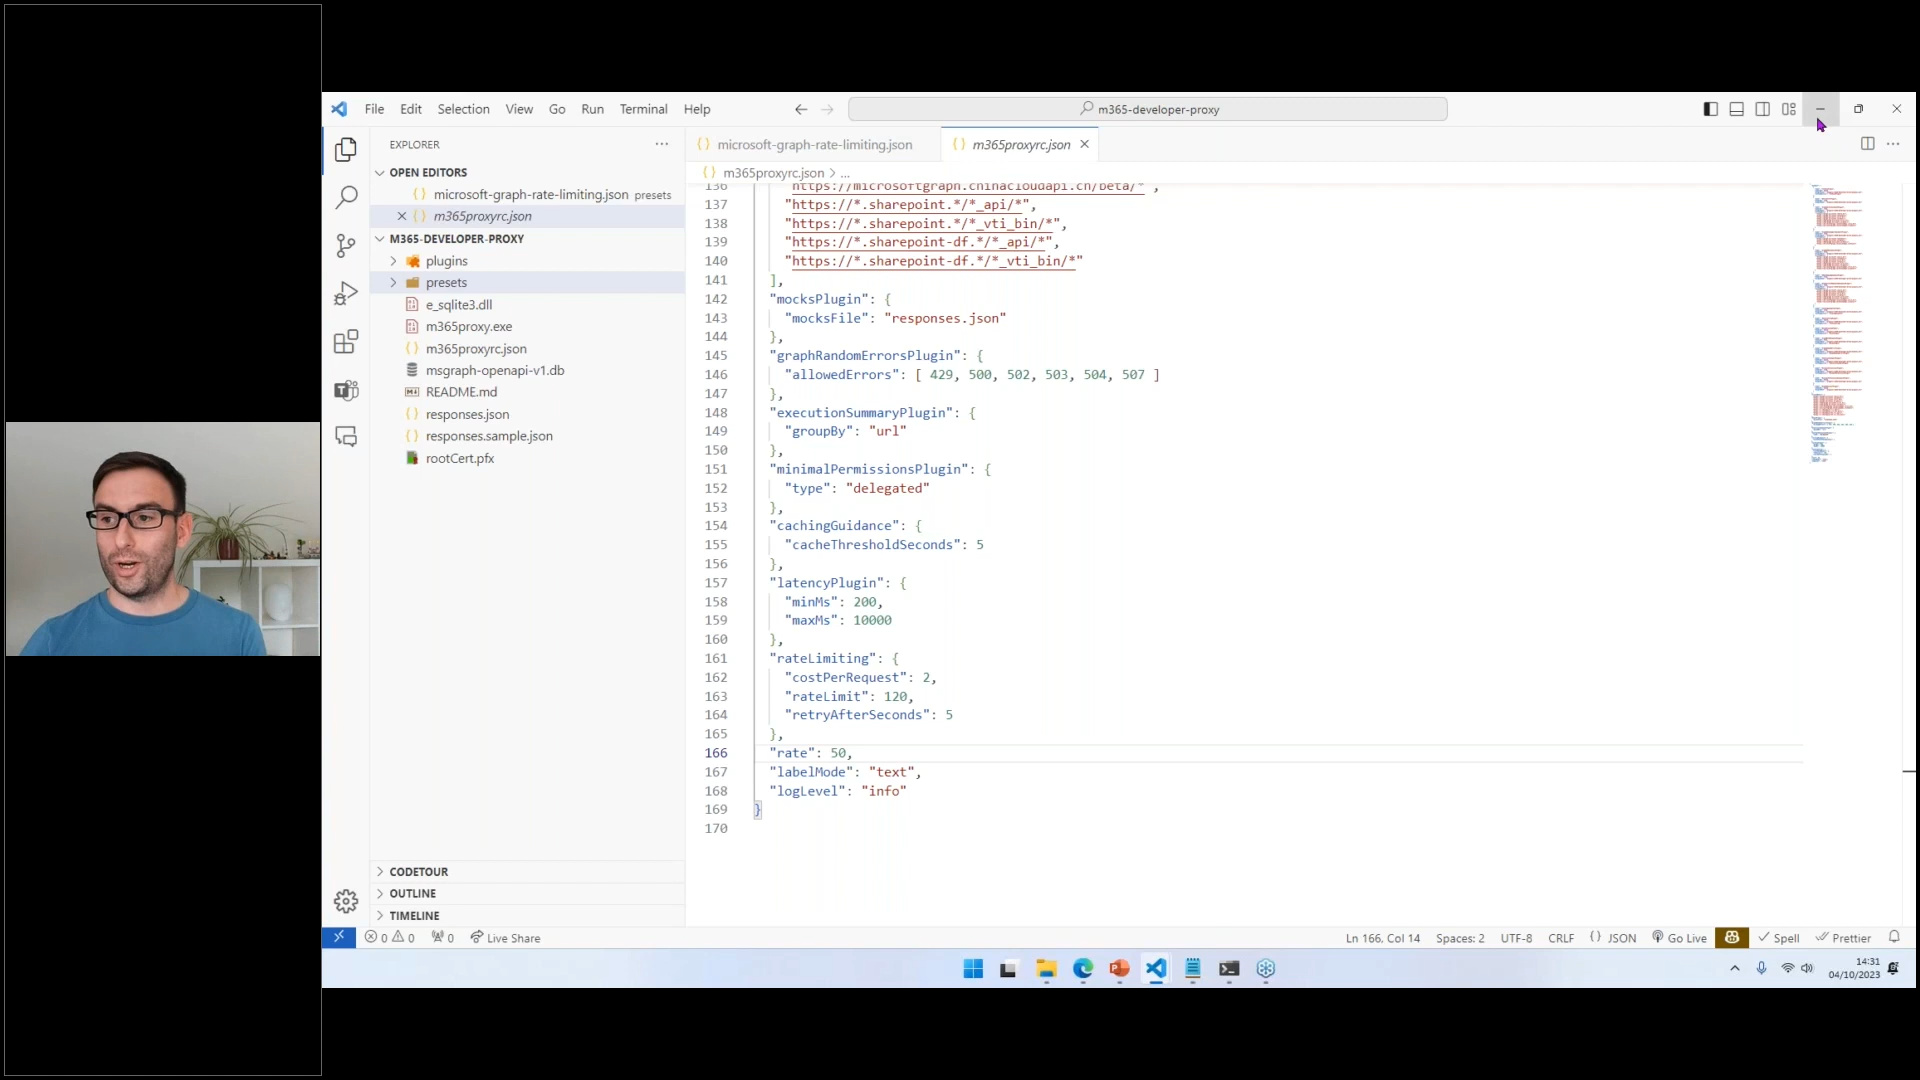 File Edit Selection View Go Run Terminal Help
m365-developer-proxy
EXPLORER
OPEN EDITORS
microsoft-graph-rate-limiting.json presets
m365proxyrc.json
M365-DEVELOPER-PROXY
plugins
presets
e_sqlite3.dll
m365proxy.exe
m365proxyrc.json
msgraph-openapi-v1.db
README.md
responses.json
responses.sample.json
rootCert.pfx
CODETOUR
OUTLINE
TIMELINE
microsoft-graph-rate-limiting.json
m365proxyrc.json
m365proxyrc.json > ...
136 "https://microsoftgraph.chinacloudapi.cn/beta/*",
137 "https://*.sharepoint.*/*_api/*",
138 "https://*.sharepoint.*/*_vti_bin/*",
139 "https://*.sharepoint-df.*/*_api/*",
140 "https://*.sharepoint-df.*/*_vti_bin/*"
141 ],
142 "mocksPlugin": {
143 "mocksFile": "responses.json"
144 },
145 "graphRandomErrorsPlugin": {
146 "allowedErrors": [ 429, 500, 502, 503, 504, 507 ]
147 },
148 "executionSummaryPlugin": {
149 "groupBy": "url"
150 },
151 "minimalPermissionsPlugin": {
152 "type": "delegated"
153 },
154 "cachingGuidance": {
155 "cacheThresholdSeconds": 5
156 },
157 "latencyPlugin": {
158 "minMs": 200,
159 "maxMs": 10000
160 },
161 "rateLimiting": {
162 "costPerRequest": 2,
163 "rateLimit": 120,
164 "retryAfterSeconds": 5
165 },
166 "rate": 50,
167 "labelMode": "text",
168 "logLevel": "info"
169 }
170
0 0 0 Live Share
Ln 166, Col 14 Spaces: 2 UTF-8 CRLF {} JSON Go Live Spell Prettier
14:31
04/10/2023